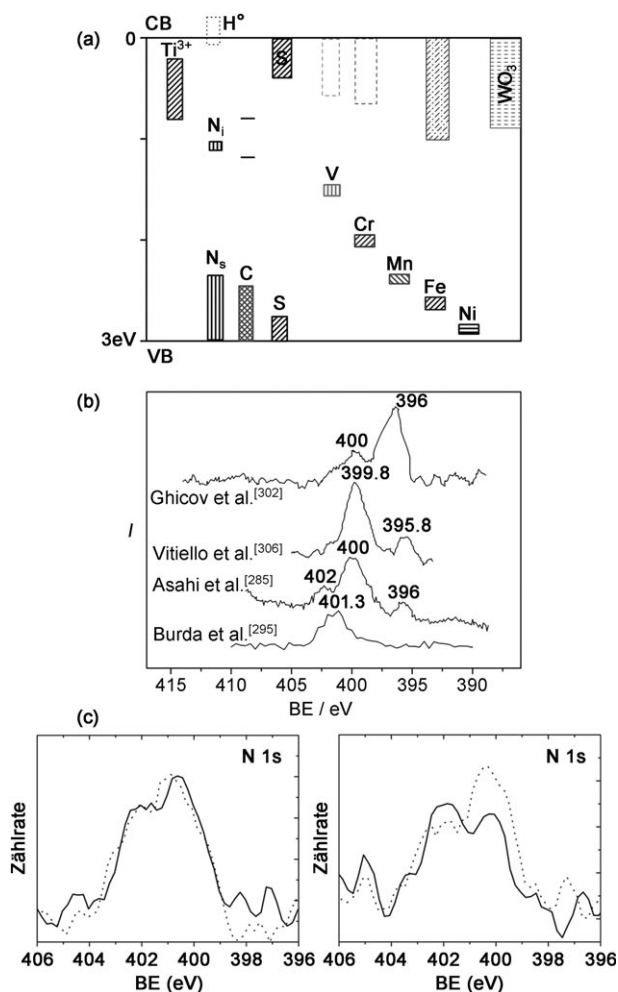 CB H°
(a) 0
Ti³⁺ S WO₃
Nᵢ
V
Cr
Nₛ C Mn
S Fe Ni
3eV
VB
(b) 396
400
Ghicov et al.[302] 399.8
I Vitiello et al.[306] 395.8
400
Asahi et al.[285] 402 396
401.3
Burda et al.[295]
415 410 405 400 395 390
BE / eV
(c)
N 1s N 1s
Zählrate Zählrate
406 404 402 400 398 396 406 404 402 400 398 396
BE (eV) BE (eV)